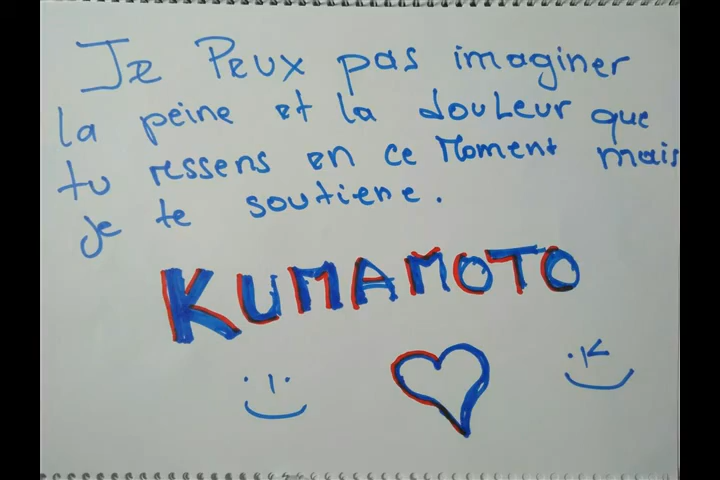 Je Peux pas imaginer
la peine et la douLeur que
tu ressens en ce Moment mais
je te soutiene.
KUMAMOTO